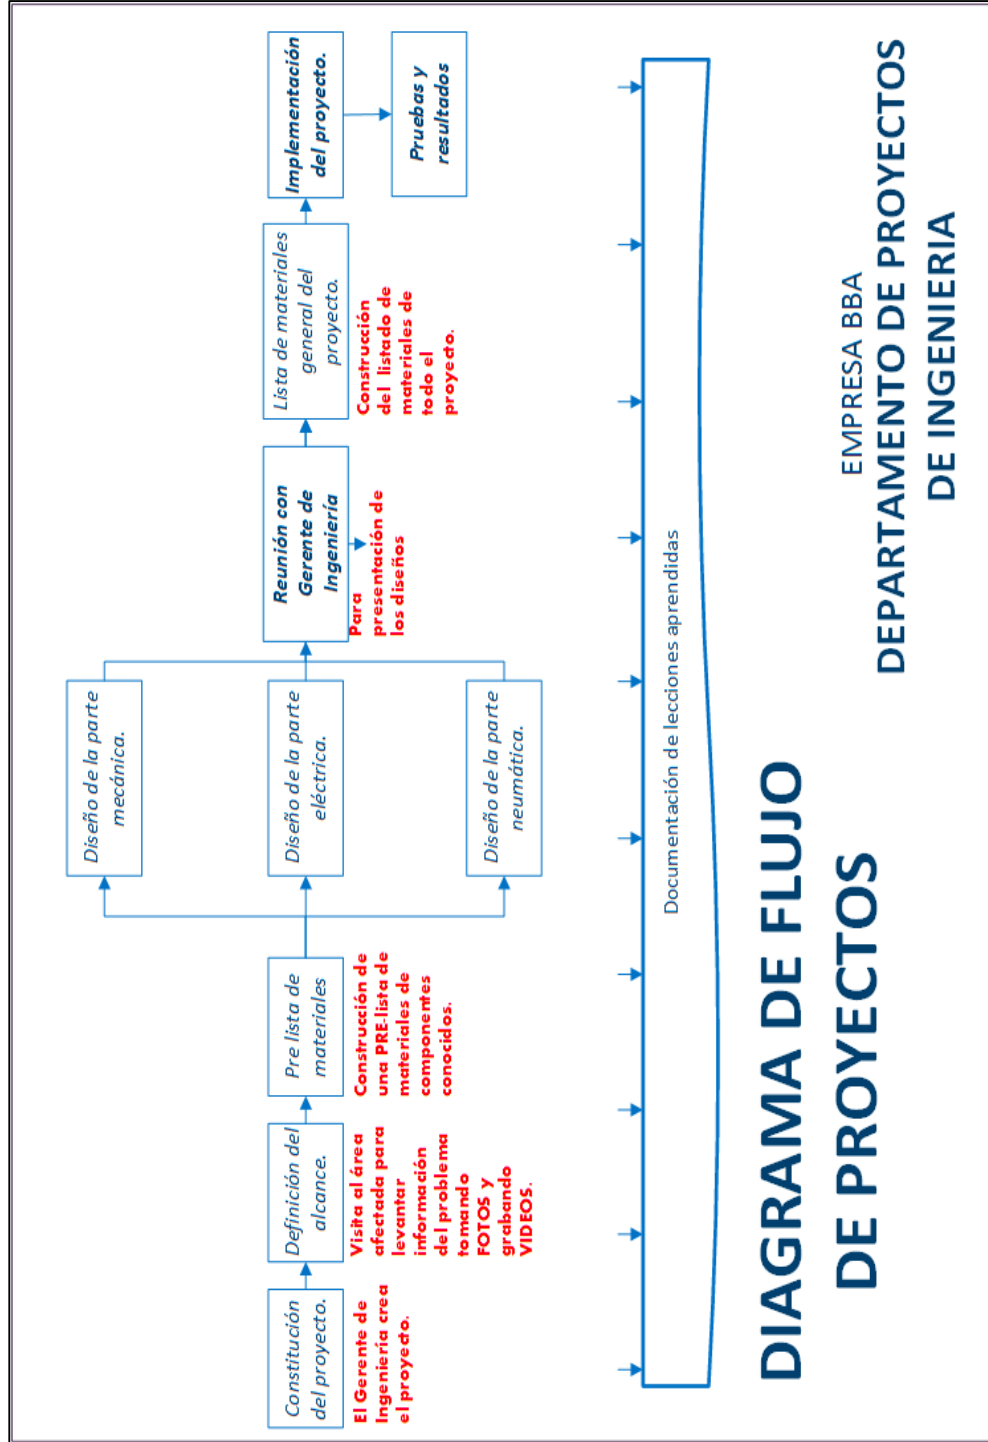 Constitución
del proyecto.
El Gerente de
Ingeniería crea
el proyecto.
Definición del
alcance.
Visita al área
afectada para
levantar
información
del problema
tomando
FOTOS y
grabando
VIDEOS.
Pre lista de
materiales
Construcción de
una PRE-lista de
materiales de
componentes
conocidos.
Diseño de la parte
mecánica.
Diseño de la parte
eléctrica.
Diseño de la parte
neumática.
Reunión con
Gerente de
Ingeniería
Para
presentación de
los diseños
Lista de materiales
general del
proyecto.
Construcción
del listado de
materiales de
todo el
proyecto.
Implementación
del proyecto.
Pruebas y
resultados
Documentación de lecciones aprendidas
DIAGRAMA DE FLUJO
DE PROYECTOS
EMPRESA BBA
DEPARTAMENTO DE PROYECTOS
DE INGENIERIA